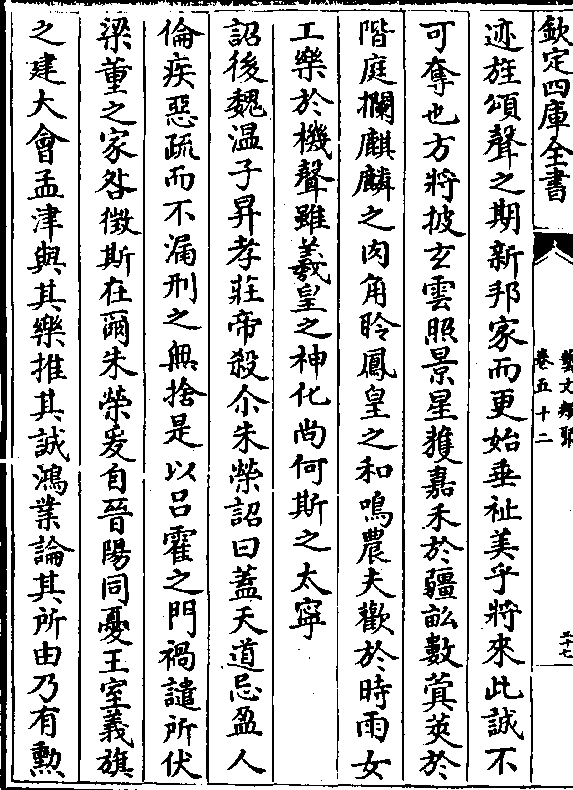 欽定四庫全書
藝文類聚
卷五十二
二十七
迹旌頌聲之期新邦家而更始垂祉美乎將來此誠不
可奪也方將披玄雲照景星獲嘉禾於疆畝數蓂莢於
階庭攔麒麟之肉角聆鳳皇之和鳴農夫歡於時雨女
工樂於機聲雖羲皇之神化尚何斯之太寧
詔後魏温子昇孝莊帝殺尒朱榮詔曰蓋天道忌盈人
倫疾惡疏而不漏刑之無捨是以吕霍之門禍譴所伏
梁董之家咎徵斯在爾朱榮爰自晉陽同憂王室義旗
之建大會孟津與其樂推其誠鴻業論其所由乃有勲